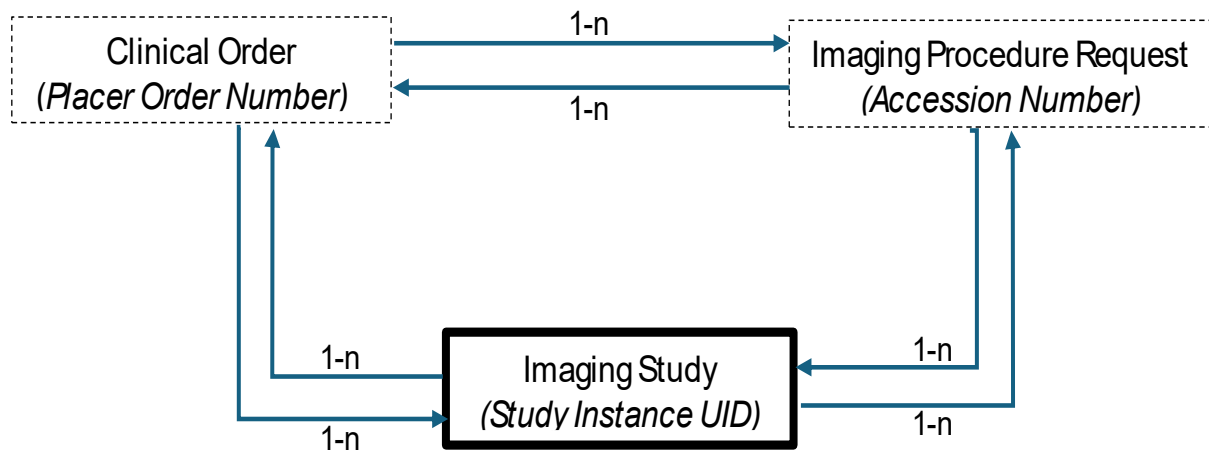 1-n
Clinical Order
(Placer Order Number)
Imaging Procedure Request
(Accession Number)
1-n
1-n
1-n
Imaging Study
(Study Instance UID)
1-n
1-n